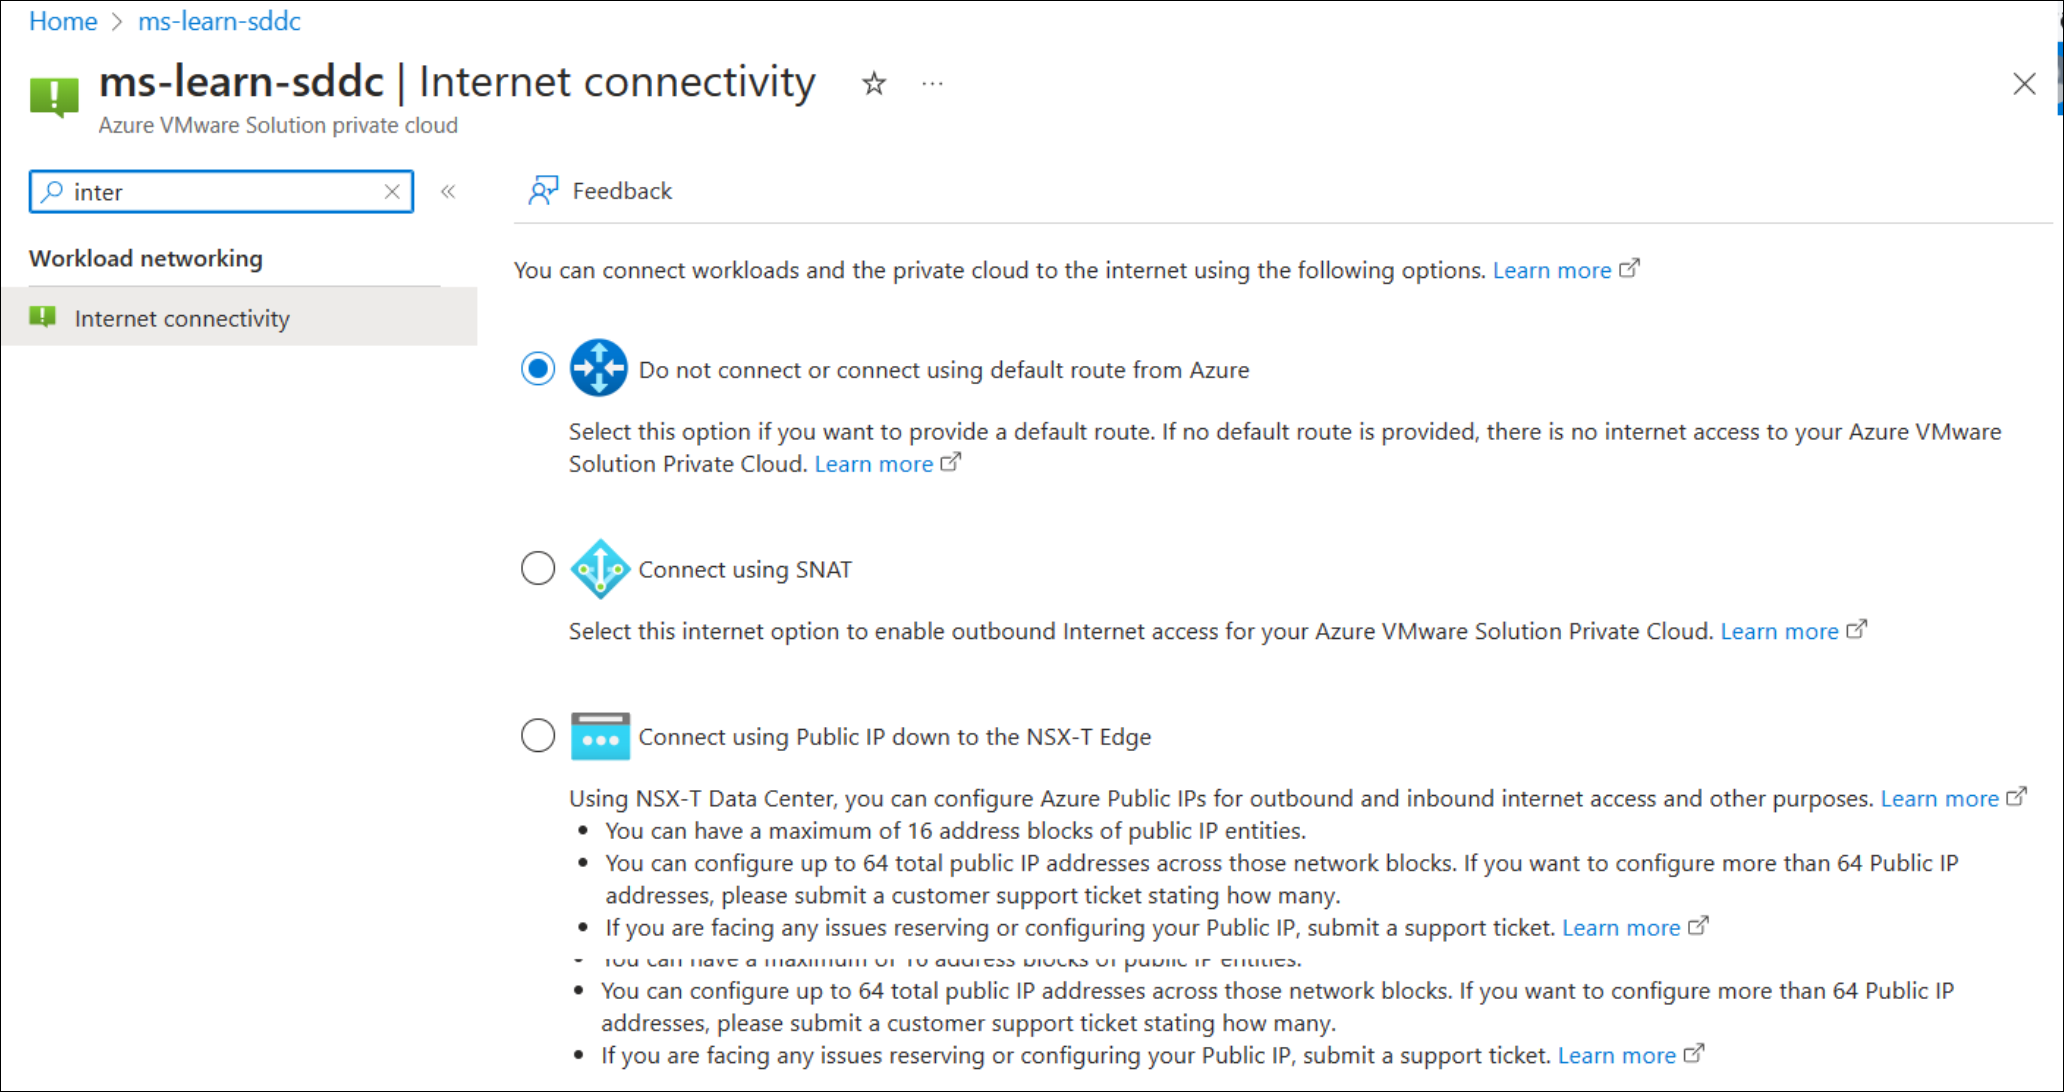 Home > ms-learn-sddc
ms-learn-sddc | Internet connectivity
Azure VMware Solution private cloud
inter
Feedback
Workload networking
Internet connectivity
You can connect workloads and the private cloud to the internet using the following options. Learn more
Do not connect or connect using default route from Azure
Select this option if you want to provide a default route. If no default route is provided, there is no internet access to your Azure VMware
Solution Private Cloud. Learn more
Connect using SNAT
Select this internet option to enable outbound Internet access for your Azure VMware Solution Private Cloud. Learn more
Connect using Public IP down to the NSX-T Edge
Using NSX-T Data Center, you can configure Azure Public IPs for outbound and inbound internet access and other purposes. Learn more
• You can have a maximum of 16 address blocks of public IP entities.
• You can configure up to 64 total public IP addresses across those network blocks. If you want to configure more than 64 Public IP
addresses, please submit a customer support ticket stating how many.
• If you are facing any issues reserving or configuring your Public IP, submit a support ticket. Learn more
• You can have a maximum of 16 address blocks of public IP entities.
• You can configure up to 64 total public IP addresses across those network blocks. If you want to configure more than 64 Public IP
addresses, please submit a customer support ticket stating how many.
• If you are facing any issues reserving or configuring your Public IP, submit a support ticket. Learn more